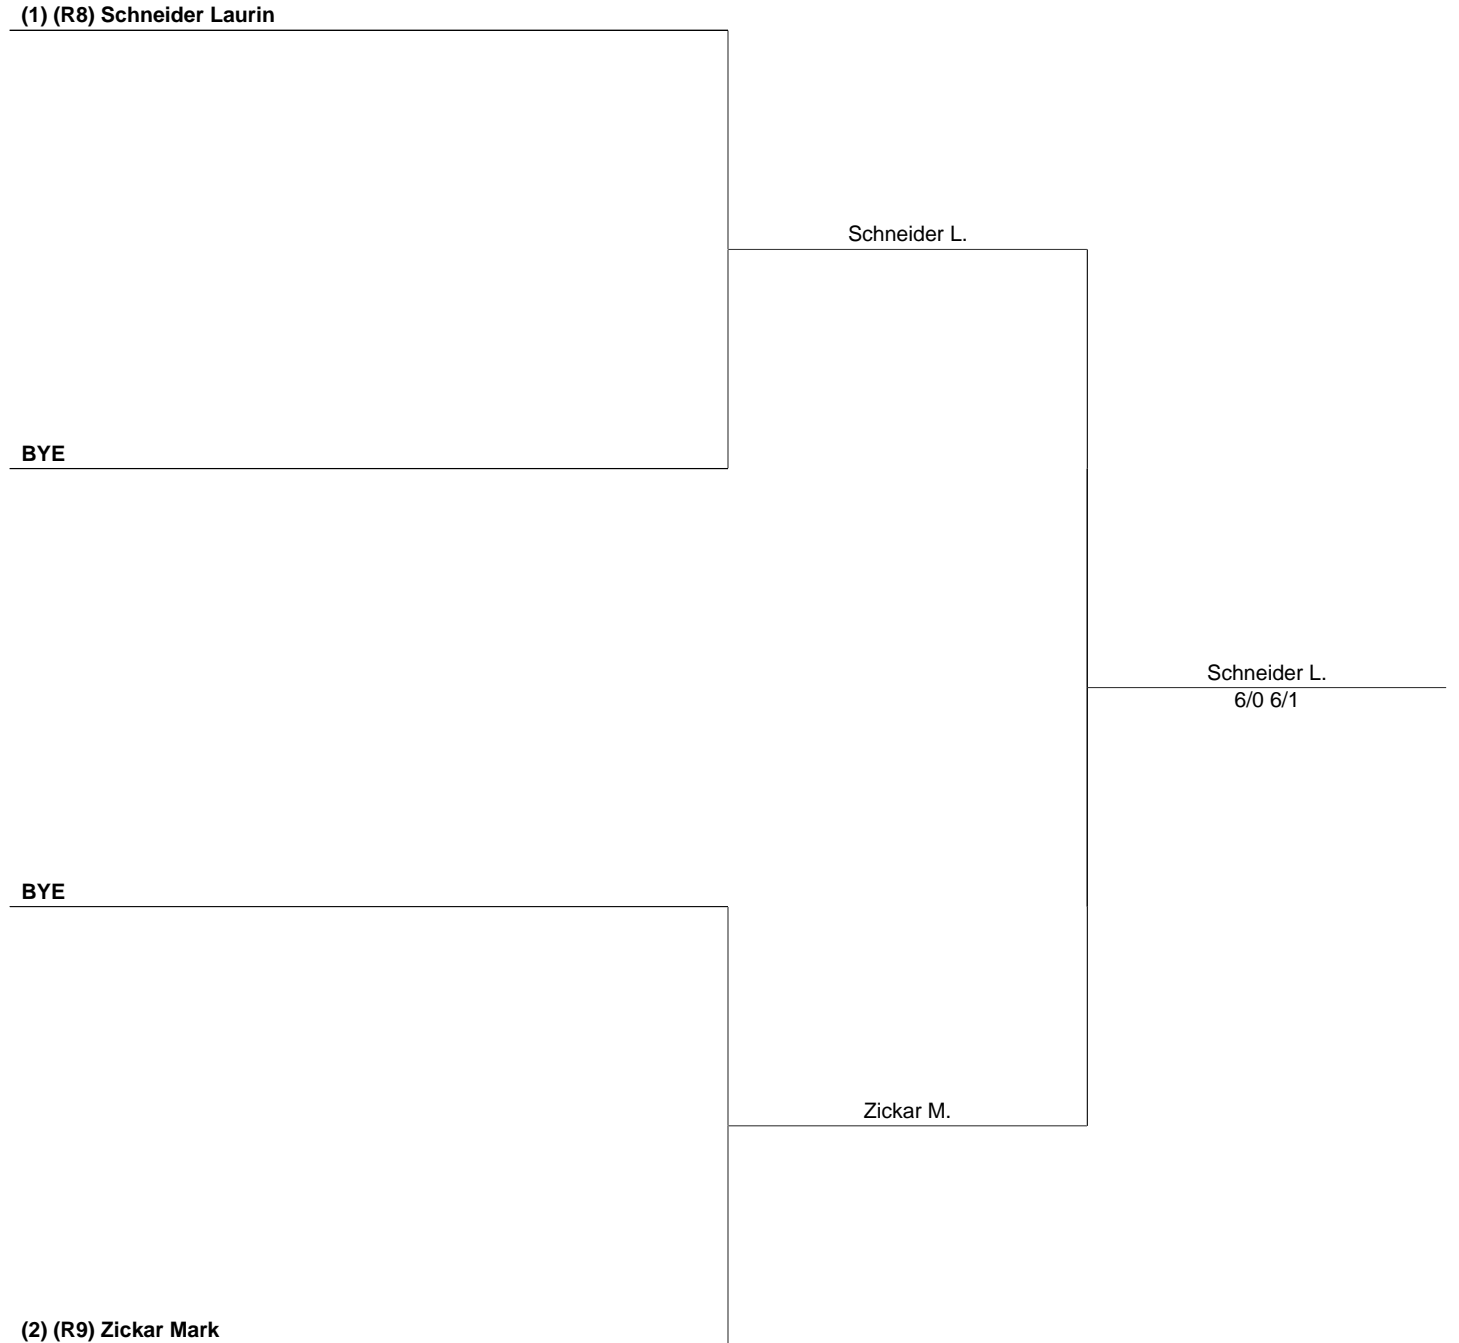 (1) (R8) Schneider Laurin
Schneider L.
BYE
Schneider L.
6/0 6/1
BYE
Zickar M.
(2) (R9) Zickar Mark